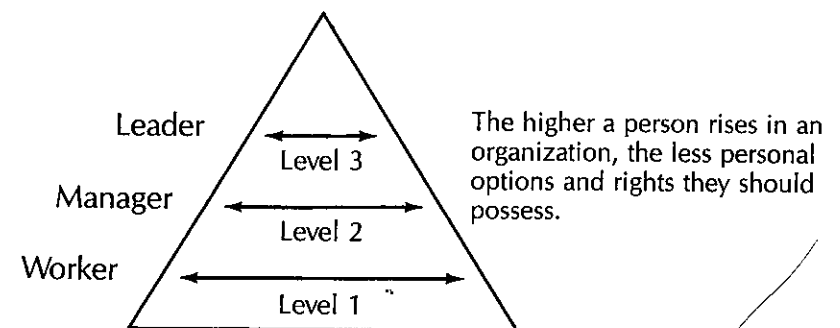 Leader
Level 3
Manager
Level 2
Worker
Level 1
The higher a person rises in an
organization, the less personal
options and rights they should
possess.